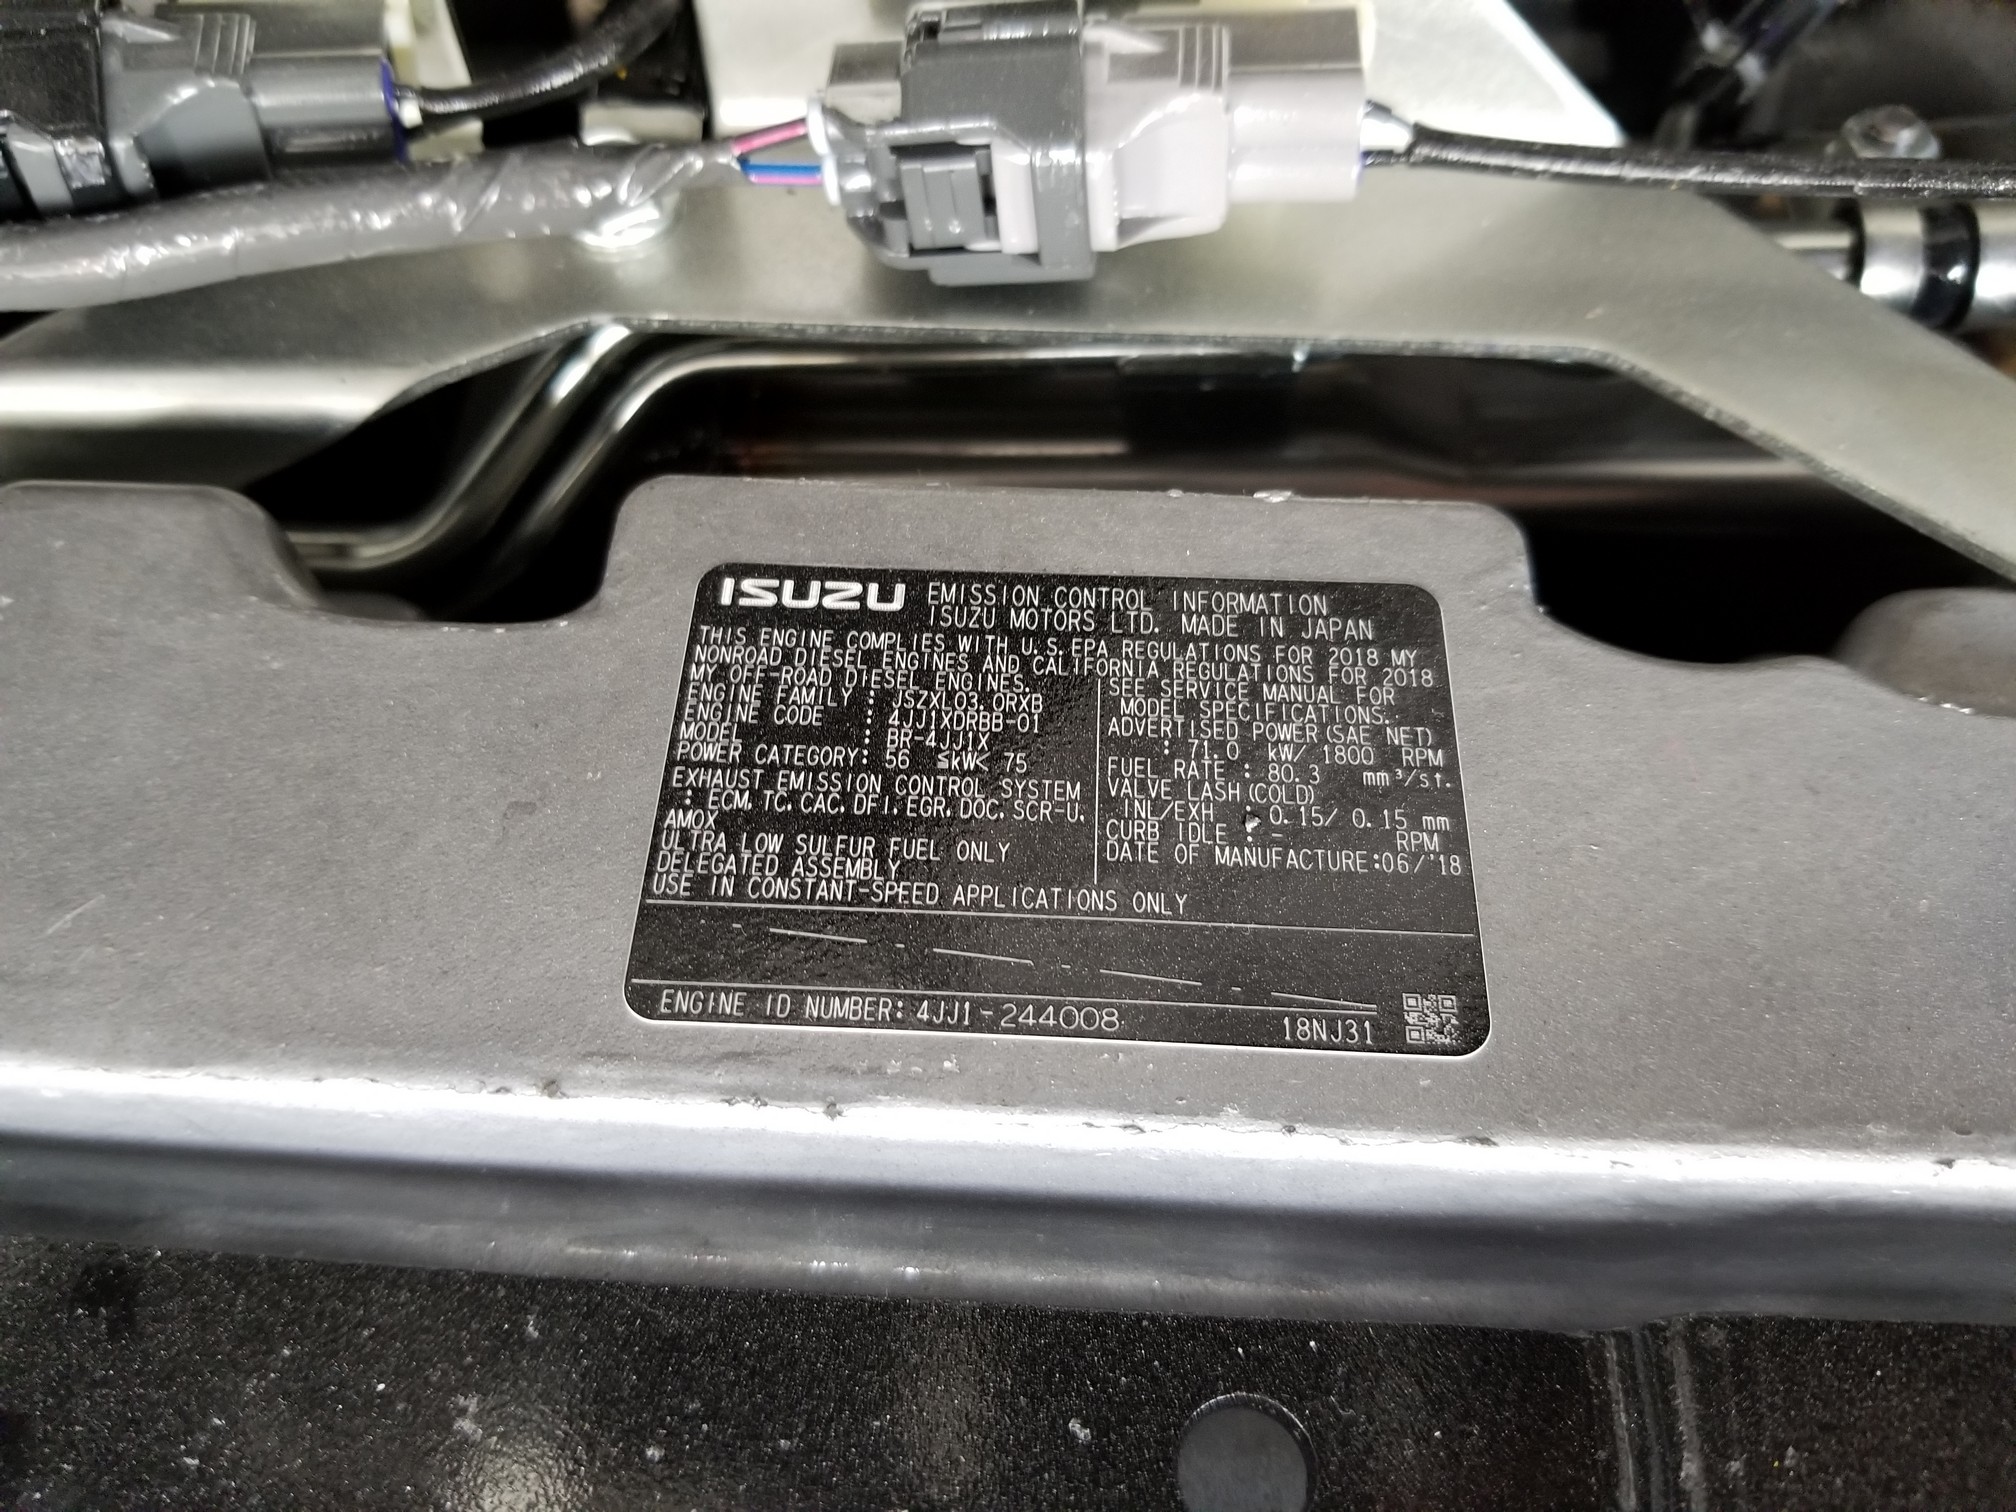 ISUZU EMISSION CONTROL INFORMATION
ISUZU MOTORS LTD. MADE IN JAPAN
THIS ENGINE COMPLIES WITH U.S. EPA REGULATIONS FOR 2018 MY
NONROAD DIESEL ENGINES AND CALIFORNIA REGULATIONS FOR 2018
MY OFF-ROAD DIESEL ENGINES.
ENGINE FAMILY : JSZXL03.0RXB
ENGINE CODE : 4JJ1XDRBB-01
MODEL : BR-4JJ1X
POWER CATEGORY: 56 ≦kW< 75
EXHAUST EMISSION CONTROL SYSTEM
: ECM, TC, CAC, DFI, EGR, DOC, SCR-U,
AMOX
ULTRA LOW SULFUR FUEL ONLY
DELEGATED ASSEMBLY
USE IN CONSTANT-SPEED APPLICATIONS ONLY
SEE SERVICE MANUAL FOR
MODEL SPECIFICATIONS.
ADVERTISED POWER (SAE NET)
: 71.0 kW/ 1800 RPM
FUEL RATE : 80.3 mm³/st.
VALVE LASH (COLD)
INL/EXH : 0.15/ 0.15 mm
CURB IDLE : - RPM
DATE OF MANUFACTURE:06/'18
ENGINE ID NUMBER: 4JJ1-244008
18NJ31